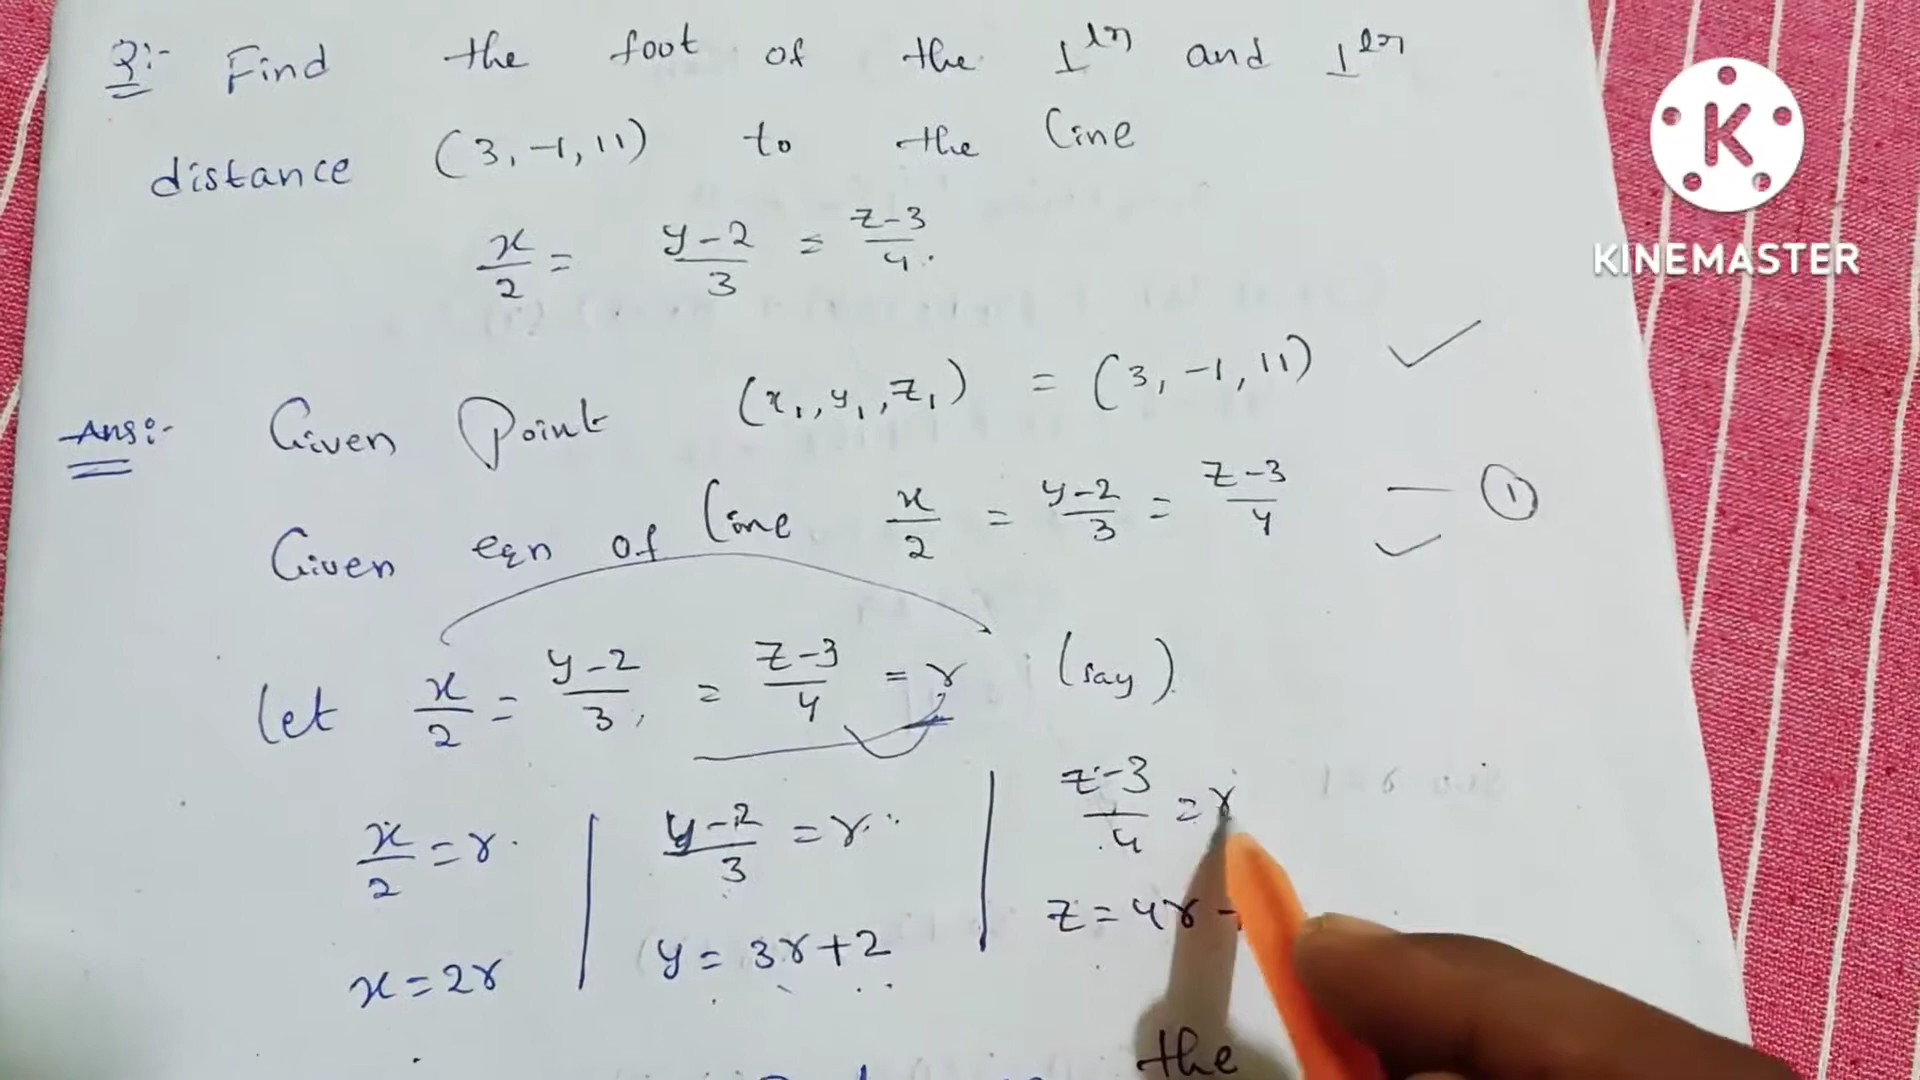 Q:- Find the foot of the ⊥lr and ⊥lr
distance (3, -1, 11) to the line
x/2 = y-2/3 = z-3/4.
Ans:- Given Point (x₁, y₁, z₁) = (3, -1, 11)
Given eqn of line x/2 = y-2/3 = z-3/4 — ①
let x/2 = y-2/3 = z-3/4 = r (say)
x/2 = r. | y-2/3 = r | z-3/4 = r
x = 2r | y = 3r+2 | z = 4r
the
K
KINEMASTER